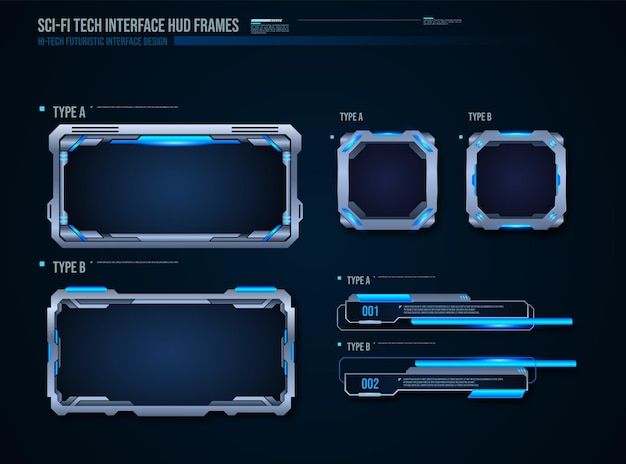 SCI-FI TECH INTERFACE HUD FRAMES
HI-TECH FUTURISTIC INTERFACE DESIGN
TYPE A
TYPE A
TYPE B
TYPE B
TYPE A
001
TYPE B
002